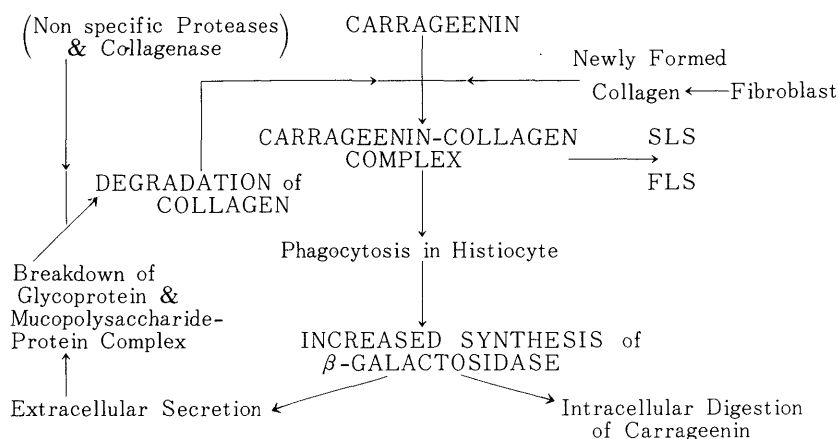 (Non specific Proteases
& Collagenase)
CARRAGEENIN
Newly Formed
Collagen
Fibroblast
CARRAGEENIN-COLLAGEN
COMPLEX
SLS
FLS
DEGRADATION of
COLLAGEN
Phagocytosis in Histiocyte
Breakdown of
Glycoprotein &
Mucopolysaccharide-
Protein Complex
INCREASED SYNTHESIS of
β-GALACTOSIDASE
Extracellular Secretion
Intracellular Digestion
of Carrageenin